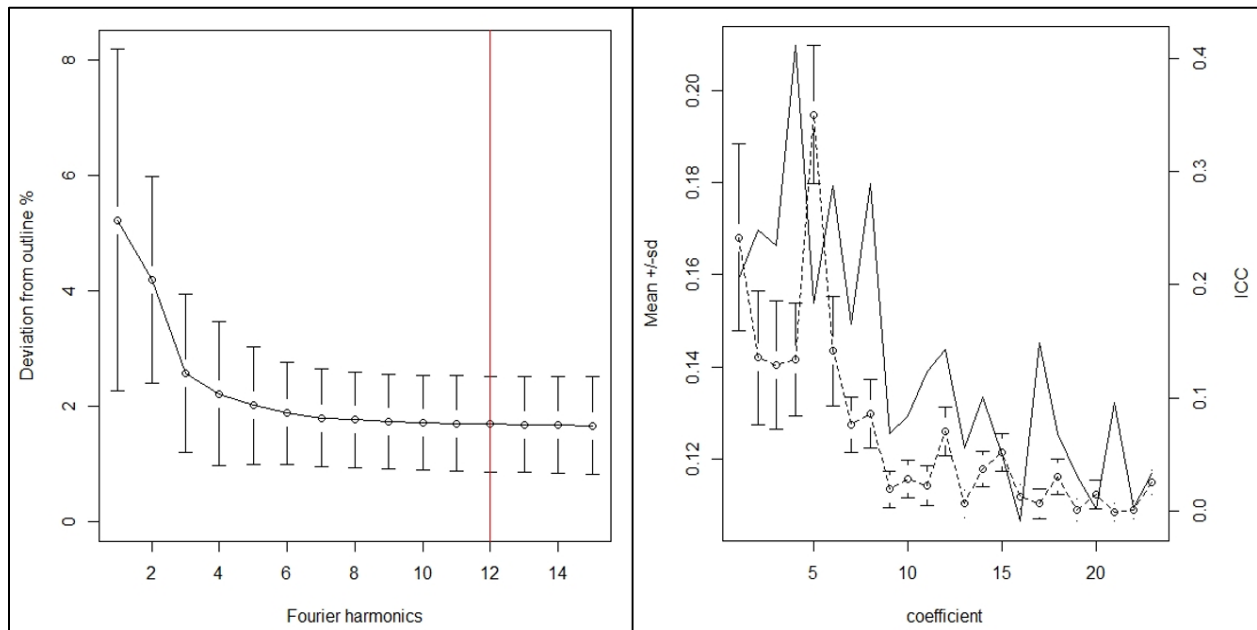 Deviation from outline %
8
6
4
2
0
2 4 6 8 10 12 14
Fourier harmonics
Mean +/-sd
0.20
0.18
0.16
0.14
0.12
5 10 15 20
coefficient
0.4
0.3
0.2
0.1
0.0
ICC